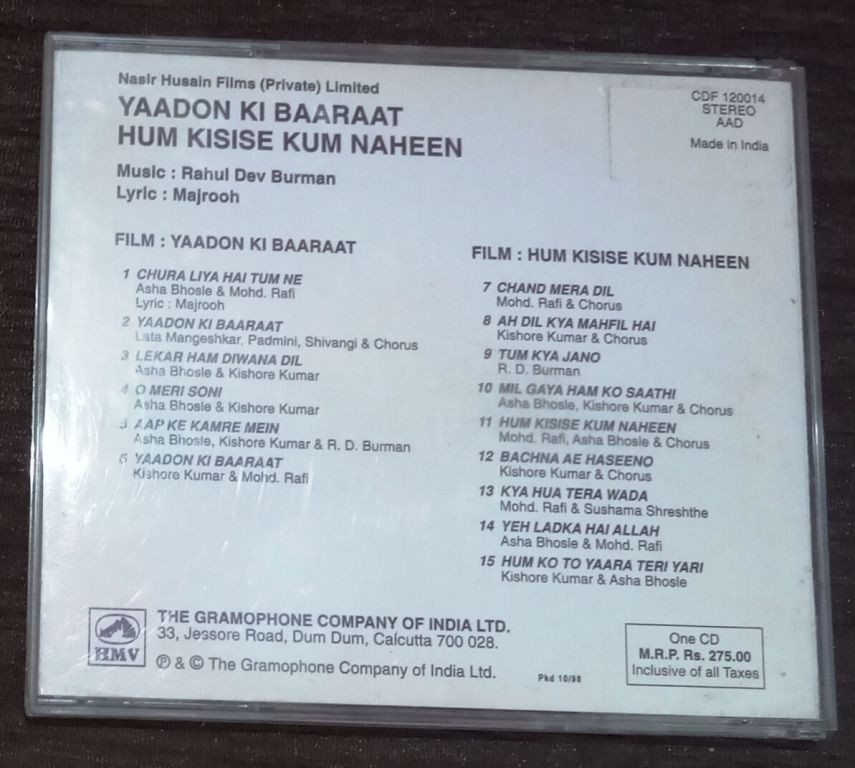 Nasir Husain Films (Private) Limited
YAADON KI BAARAAT
HUM KISISE KUM NAHEEN
Music : Rahul Dev Burman
Lyric : Majrooh
CDF 120014
STEREO
AAD
Made in India
FILM : YAADON KI BAARAAT
1 CHURA LIYA HAI TUM NE
Asha Bhosle & Mohd. Rafi
Lyric : Majrooh
2 YAADON KI BAARAAT
Lata Mangeshkar, Padmini, Shivangi & Chorus
3 LEKAR HAM DIWANA DIL
Asha Bhosle & Kishore Kumar
4 O MERI SONI
Asha Bhosle & Kishore Kumar
5 AAP KE KAMRE MEIN
Asha Bhosle, Kishore Kumar & R. D. Burman
6 YAADON KI BAARAAT
Kishore Kumar & Mohd. Rafi
FILM : HUM KISISE KUM NAHEEN
7 CHAND MERA DIL
Mohd. Rafi & Chorus
8 AH DIL KYA MAHFIL HAI
Kishore Kumar & Chorus
9 TUM KYA JANO
R. D. Burman
10 MIL GAYA HAM KO SAATHI
Asha Bhosle, Kishore Kumar & Chorus
11 HUM KISISE KUM NAHEEN
Mohd. Rafi, Asha Bhosle & Chorus
12 BACHNA AE HASEENO
Kishore Kumar & Chorus
13 KYA HUA TERA WADA
Mohd. Rafi & Sushama Shreshthe
14 YEH LADKA HAI ALLAH
Asha Bhosle & Mohd. Rafi
15 HUM KO TO YAARA TERI YARI
Kishore Kumar & Asha Bhosle
HMV
THE GRAMOPHONE COMPANY OF INDIA LTD.
33, Jessore Road, Dum Dum, Calcutta 700 028.
℗ & © The Gramophone Company of India Ltd.
Pkd 10/98
One CD
M.R.P. Rs. 275.00
Inclusive of all Taxes